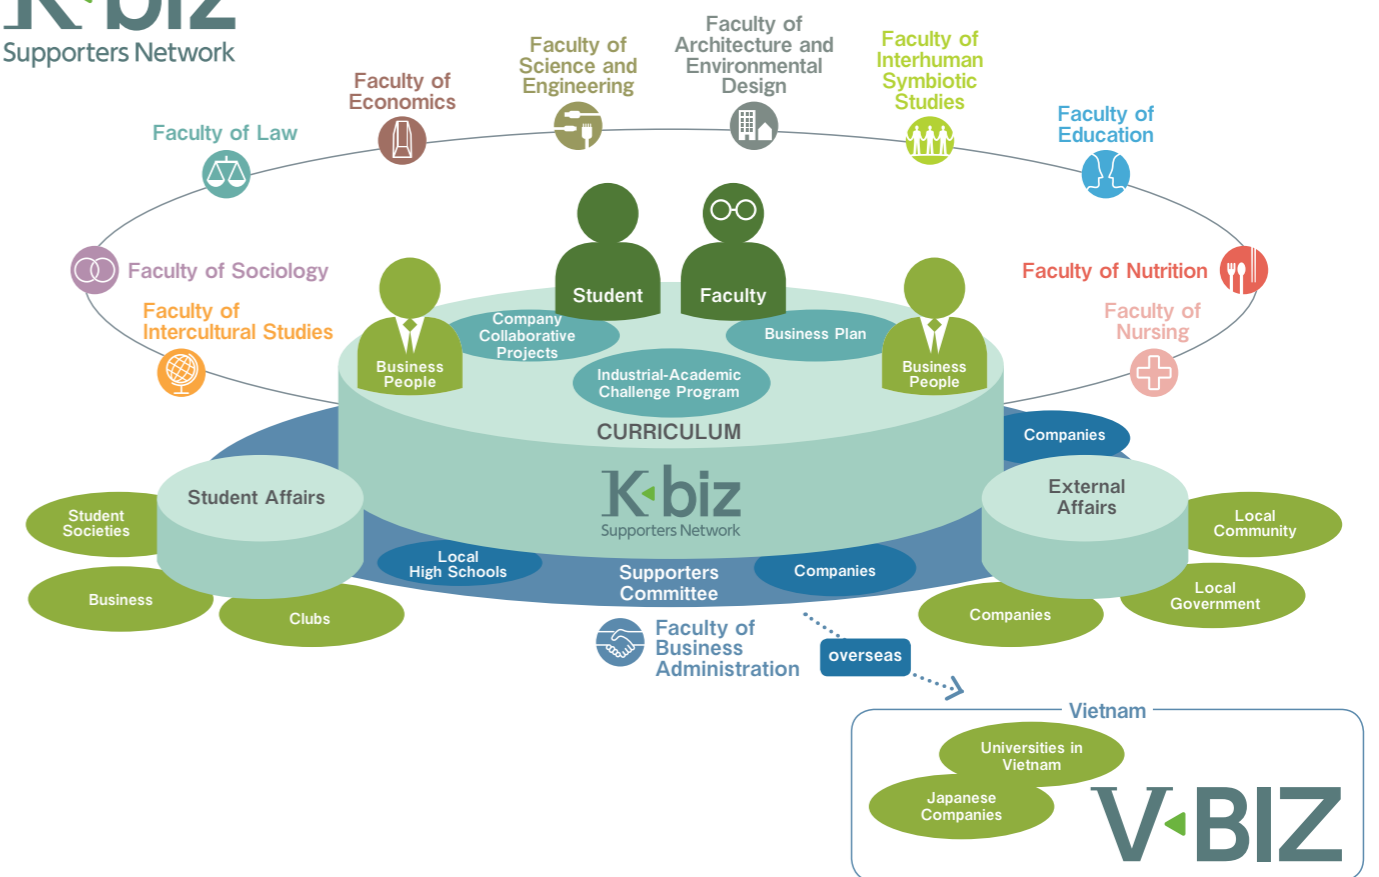 K biz
Supporters Network
Faculty of
Architecture and
Environmental
Design
Faculty of
Science and
Engineering
Faculty of
Interhuman
Symbiotic
Studies
Faculty of
Economics
Faculty of
Education
Faculty of Law
Faculty of Sociology
Faculty of Nutrition
Faculty of
Intercultural Studies
Faculty of
Nursing
Student
Faculty
Business
People
Company
Collaborative
Projects
Business Plan
Business
People
Industrial-Academic
Challenge Program
CURRICULUM
K biz
Supporters Network
Companies
Student Affairs
External
Affairs
Student
Societies
Business
Clubs
Local
High Schools
Supporters
Committee
Companies
Local
Community
Local
Government
Companies
Faculty of
Business
Administration
overseas
Vietnam
Universities in
Vietnam
Japanese
Companies
V BIZ